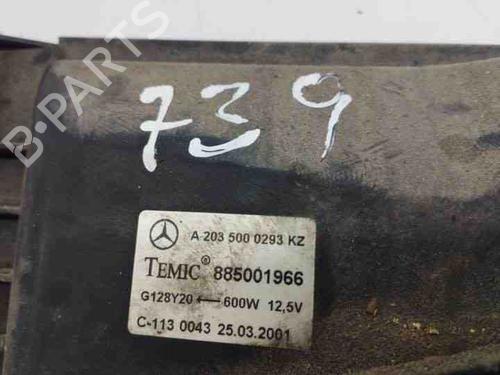 B-PARTS
739
A 203 500 0293 KZ
TEMIC® 885001966
G128Y20 ⟵ 600W 12,5V
C-113 0043 25.03.2001